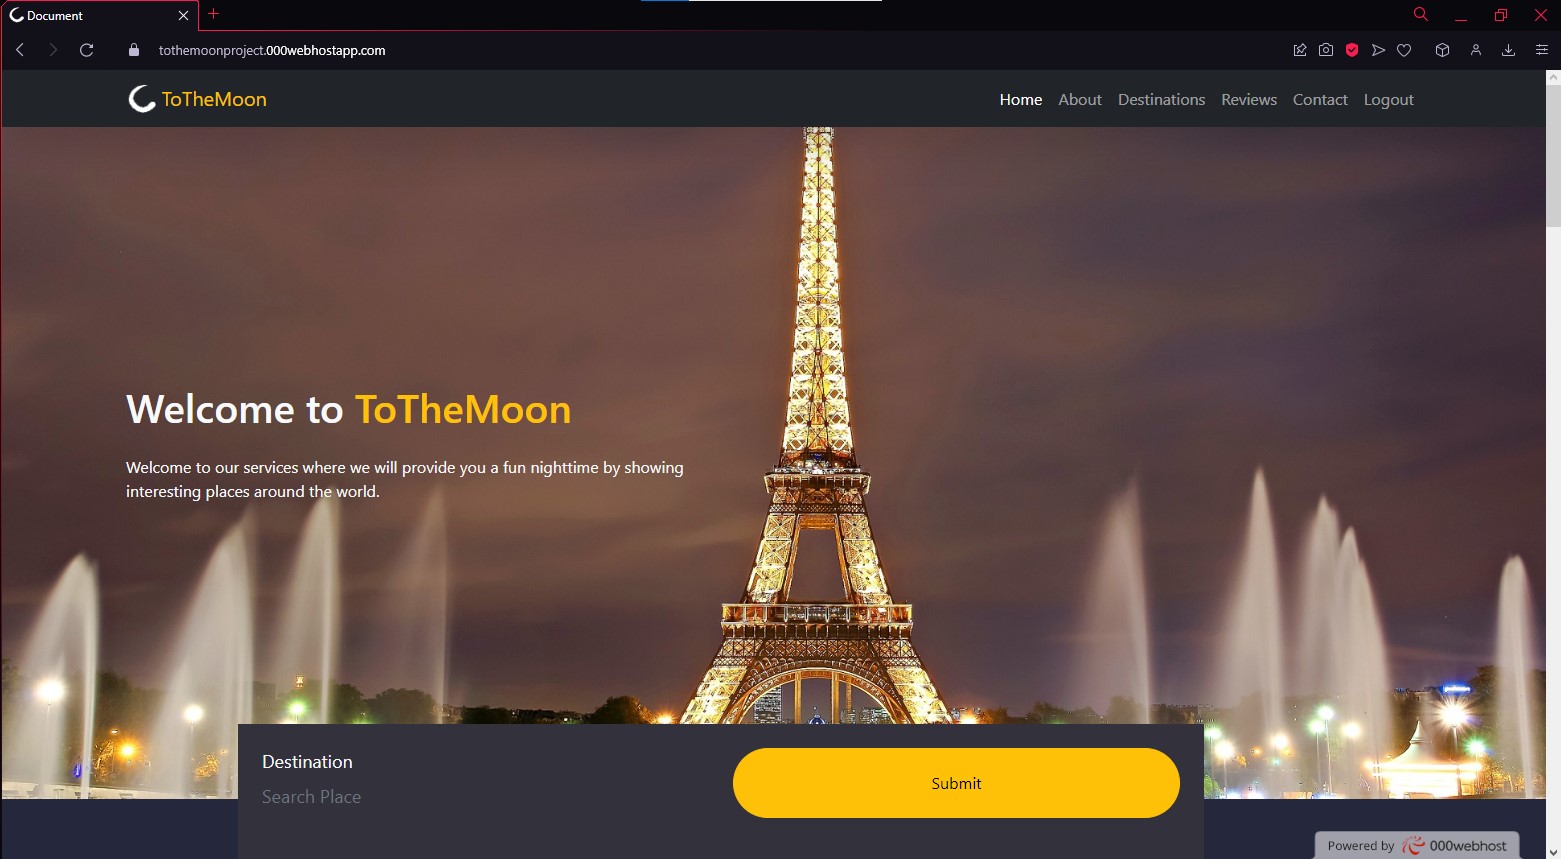 Document
tothemoonproject.000webhostapp.com
ToTheMoon
Home About Destinations Reviews Contact Logout
Welcome to ToTheMoon
Welcome to our services where we will provide you a fun nighttime by showing
interesting places around the world.
Destination
Submit
Search Place
Powered by 000webhost